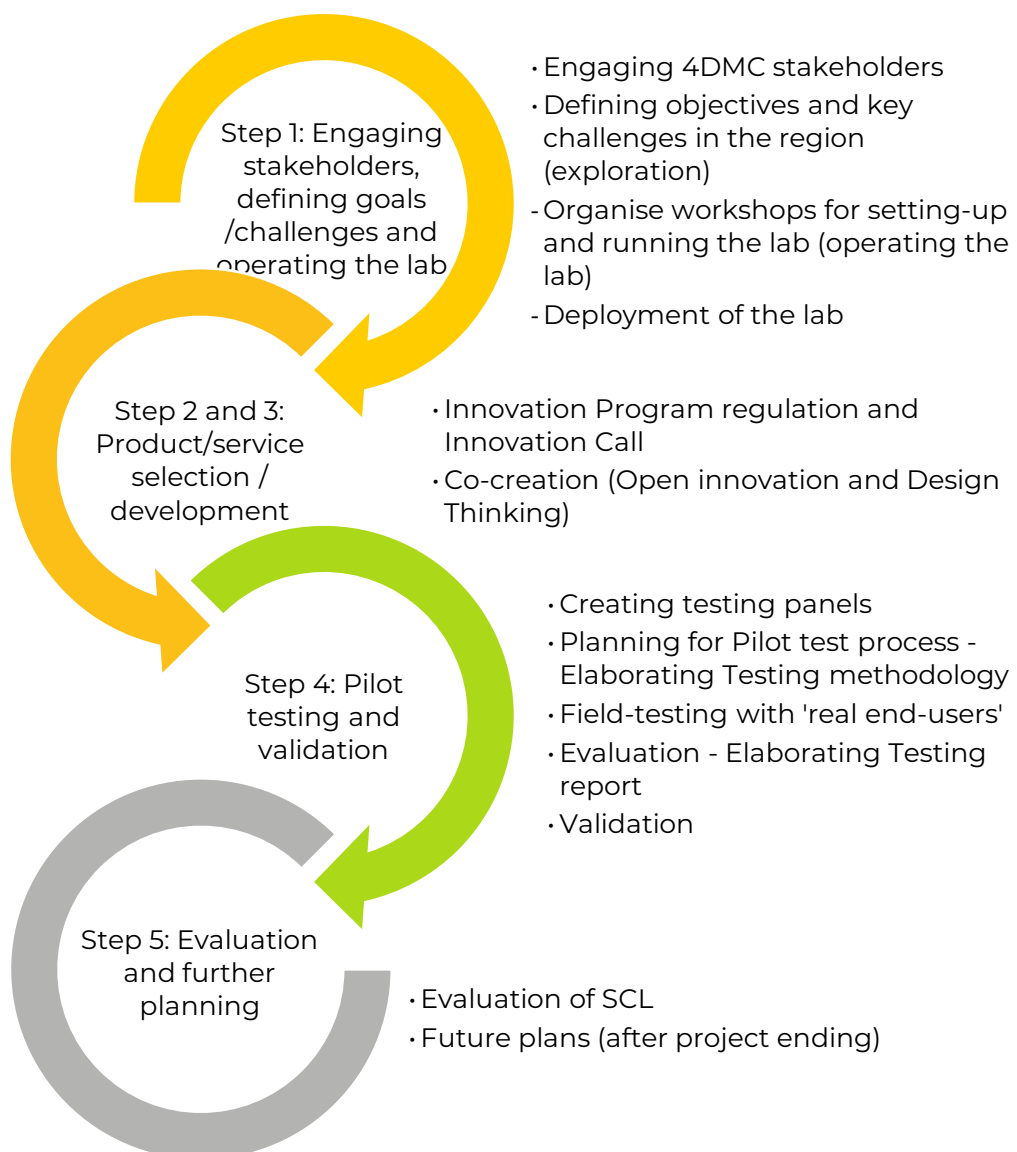 Step 1: Engaging
stakeholders,
defining goals
/challenges and
operating the lab
· Engaging 4DMC stakeholders
· Defining objectives and key
challenges in the region
(exploration)
- Organise workshops for setting-up
and running the lab (operating the
lab)
- Deployment of the lab
Step 2 and 3:
Product/service
selection /
development
· Innovation Program regulation and
Innovation Call
· Co-creation (Open innovation and Design
Thinking)
Step 4: Pilot
testing and
validation
· Creating testing panels
· Planning for Pilot test process -
Elaborating Testing methodology
· Field-testing with 'real end-users'
· Evaluation - Elaborating Testing
report
· Validation
Step 5: Evaluation
and further
planning
· Evaluation of SCL
· Future plans (after project ending)